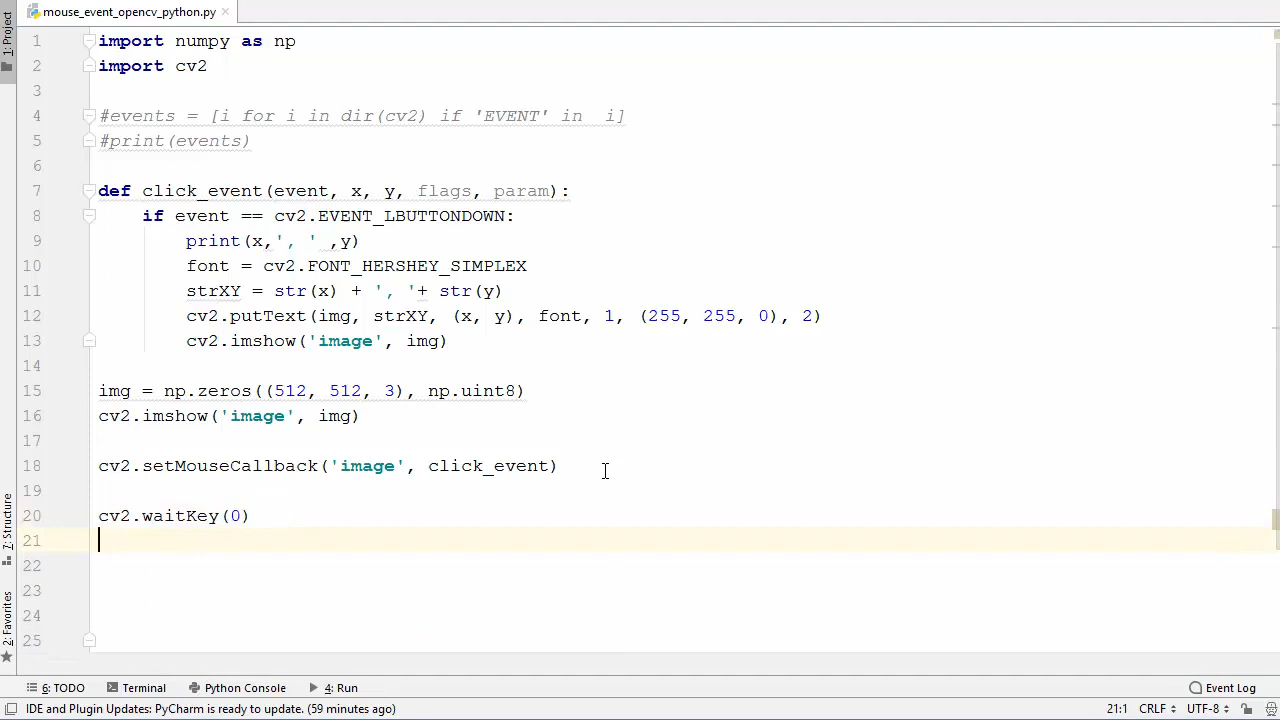 mouse_event_opencv_python.py
1: Project
1 import numpy as np
2 import cv2
3
4 #events = [i for i in dir(cv2) if 'EVENT' in  i]
5 #print(events)
6
7 def click_event(event, x, y, flags, param):
8     if event == cv2.EVENT_LBUTTONDOWN:
9         print(x,', ' ,y)
10         font = cv2.FONT_HERSHEY_SIMPLEX
11         strXY = str(x) + ', '+ str(y)
12         cv2.putText(img, strXY, (x, y), font, 1, (255, 255, 0), 2)
13         cv2.imshow('image', img)
14
15 img = np.zeros((512, 512, 3), np.uint8)
16 cv2.imshow('image', img)
17
18 cv2.setMouseCallback('image', click_event)
19
20 cv2.waitKey(0)
21
22
23
24
25
7: Structure
2: Favorites
6: TODO Terminal Python Console 4: Run Event Log
IDE and Plugin Updates: PyCharm is ready to update. (59 minutes ago) 21:1 CRLF UTF-8